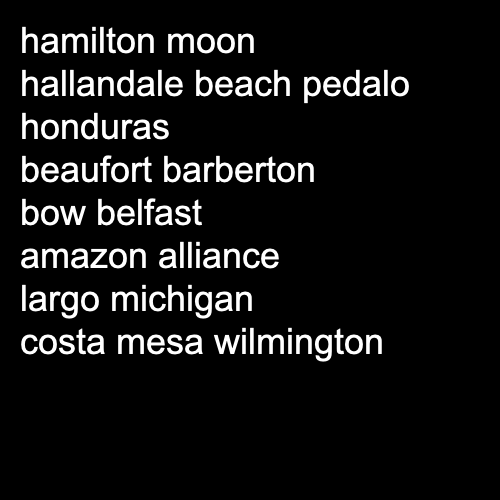 hamilton moon
hallandale beach pedalo
honduras
beaufort barberton
bow belfast
amazon alliance
largo michigan
costa mesa wilmington